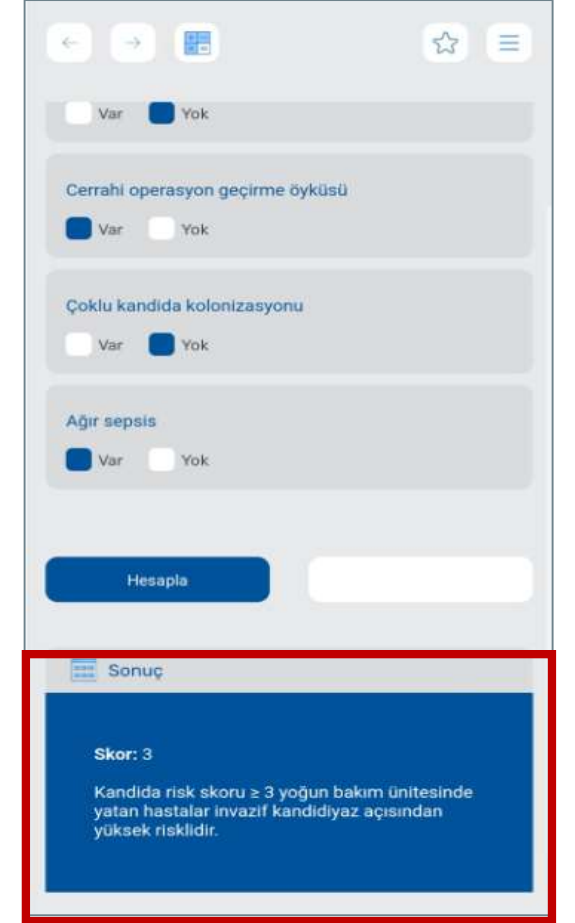 Var Yok
Cerrahi operasyon geçirme öyküsü
Var Yok
Çoklu kandida kolonizasyonu
Var Yok
Ağır sepsis
Var Yok
Hesapla
Sonuç
Skor: 3
Kandida risk skoru ≥ 3 yoğun bakım ünitesinde
yatan hastalar invazif kandidiyaz açısından
yüksek risklidir.